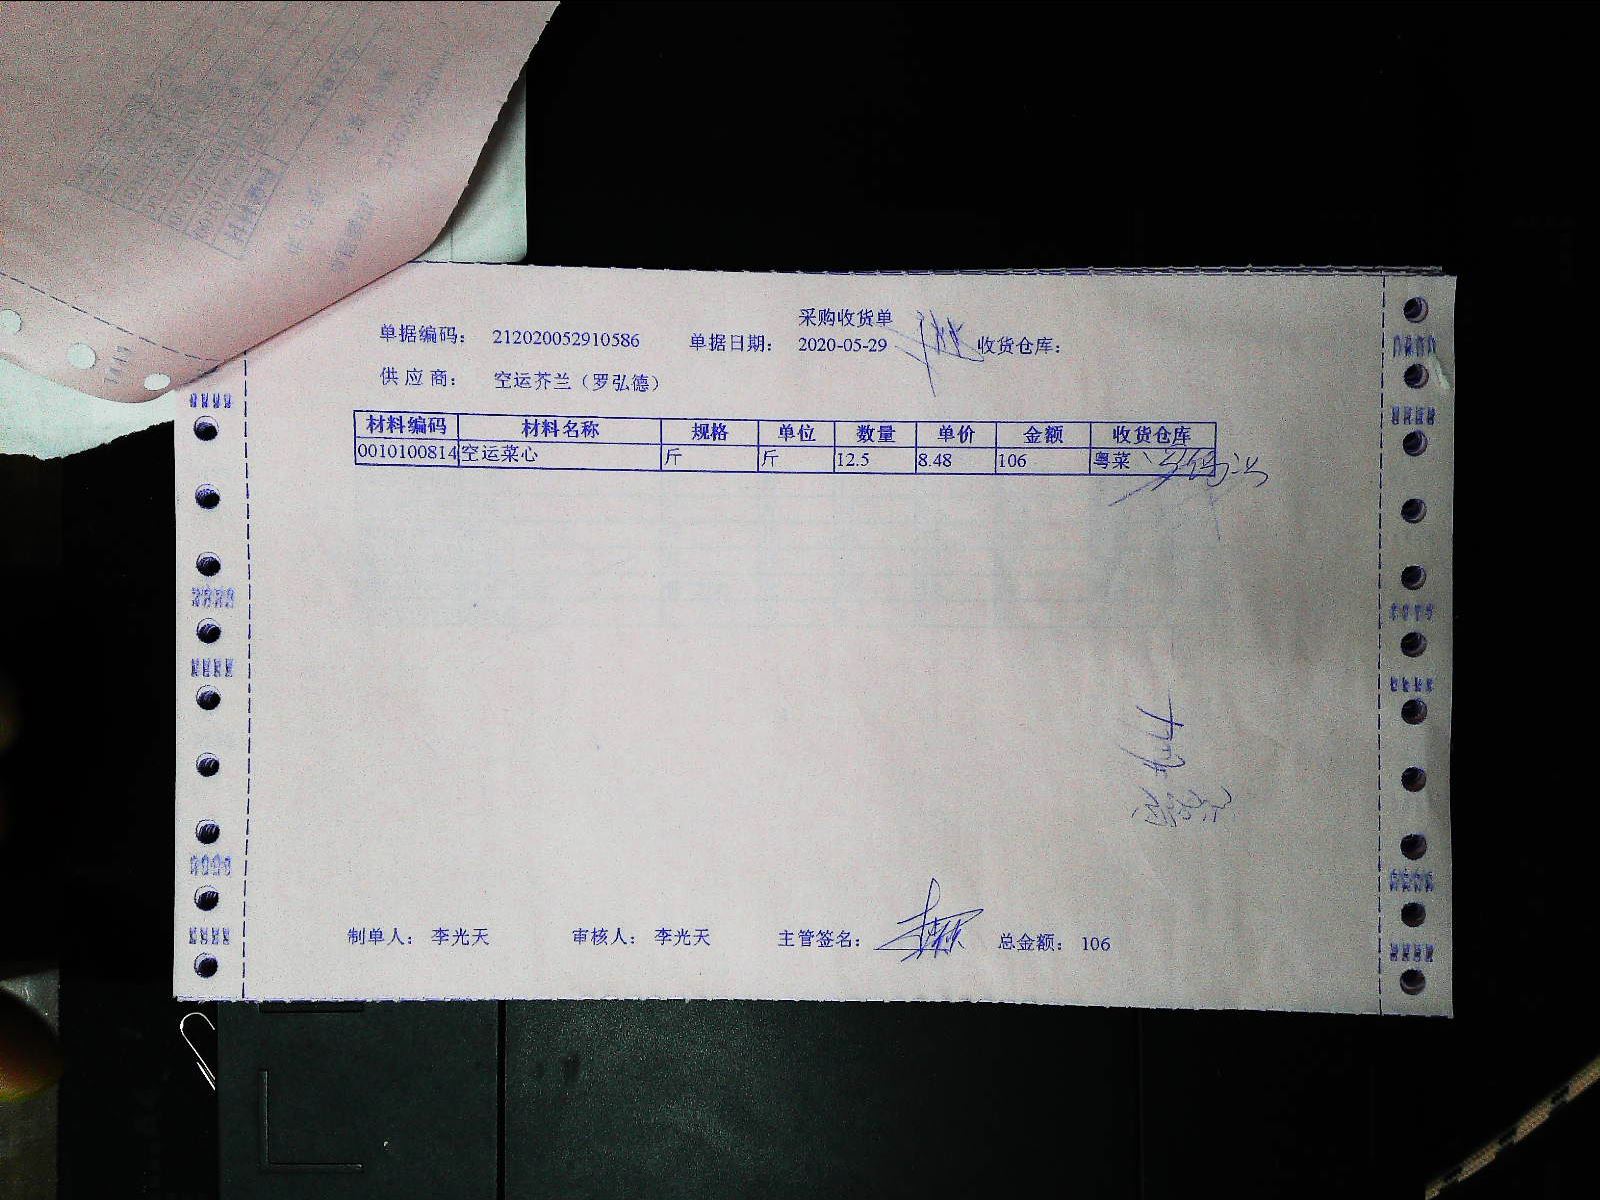 采购收货单
单据编码： 212020052910586 单据日期： 2020-05-29 收货仓库：
供 应 商： 空运芥兰（罗弘德）
材料编码 材料名称 规格 单位 数量 单价 金额 收货仓库
0010100814 空运菜心 斤 斤 12.5 8.48 106 粤菜
制单人： 李光天 审核人： 李光天 主管签名： 总金额： 106